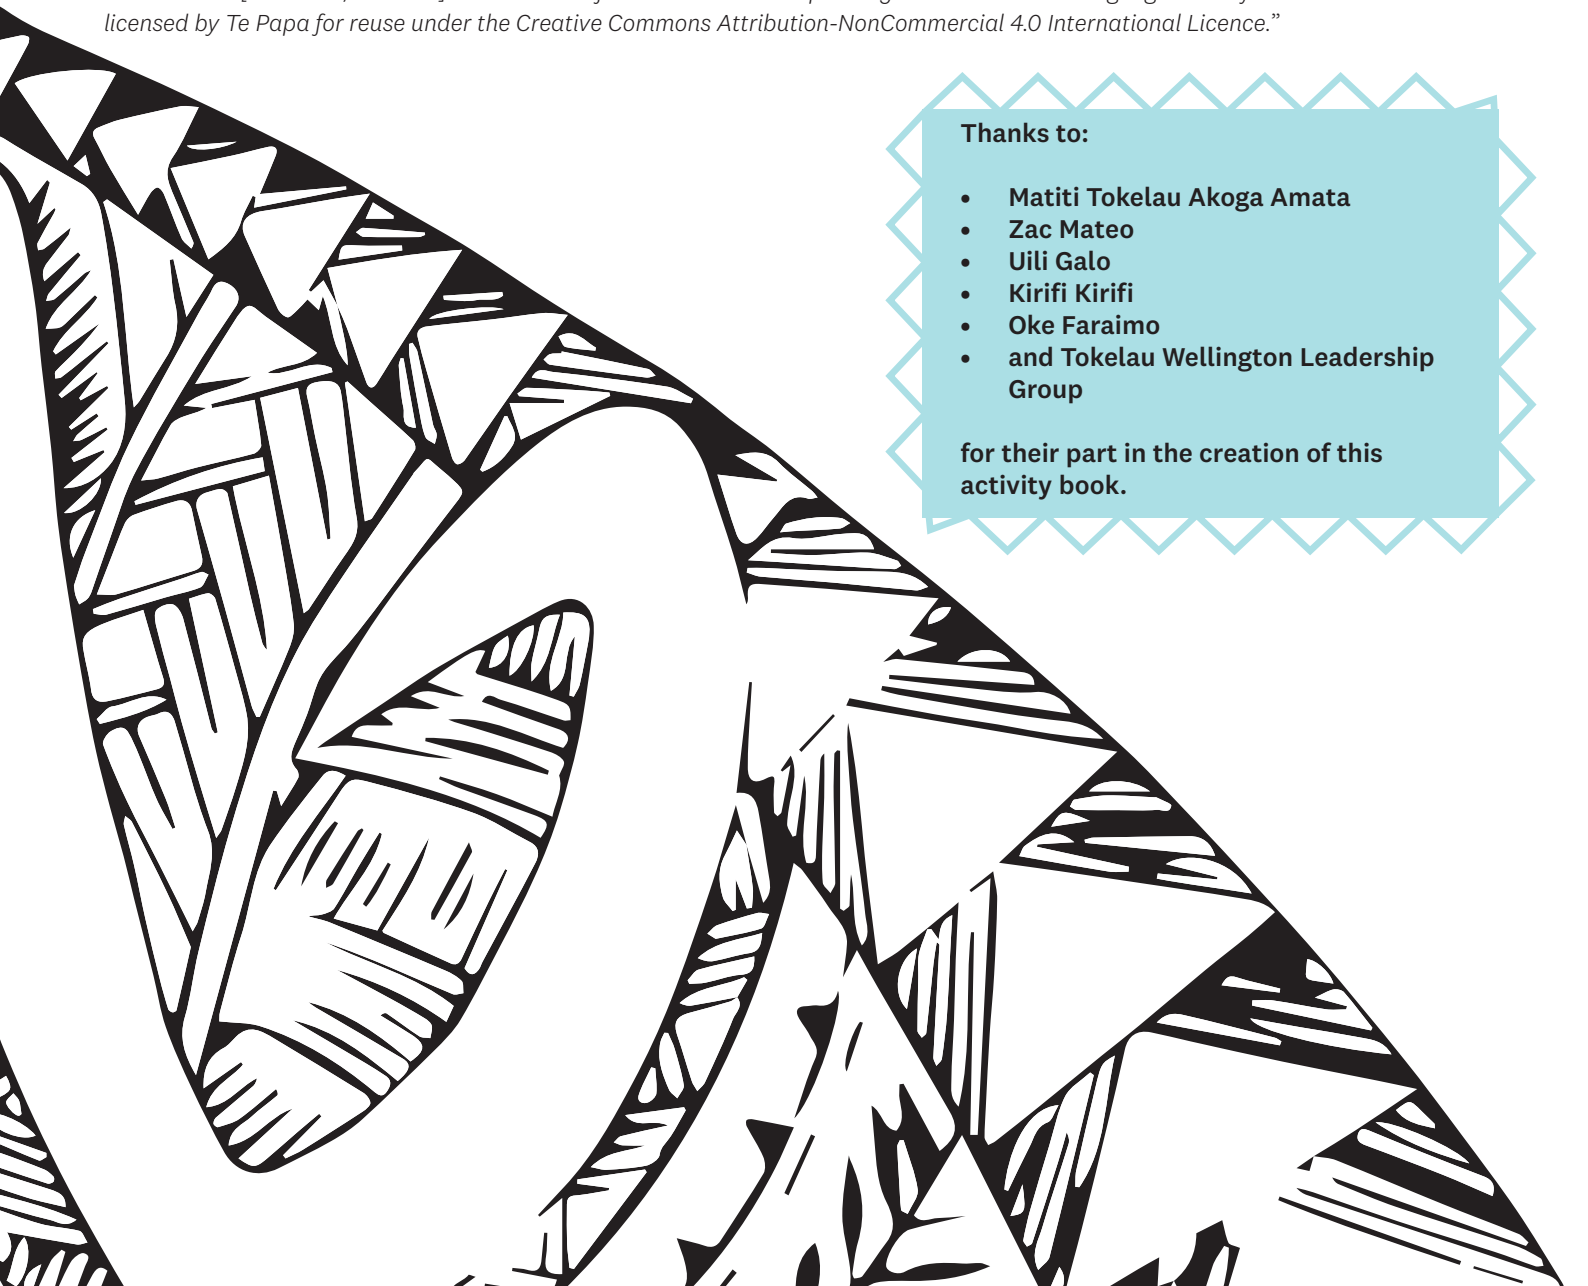 licensed by Te Papa for reuse under the Creative Commons Attribution-NonCommercial 4.0 International Licence.”
Thanks to:
• Matiti Tokelau Akoga Amata
• Zac Mateo
• Uili Galo
• Kirifi Kirifi
• Oke Faraimo
• and Tokelau Wellington Leadership
Group
for their part in the creation of this
activity book.